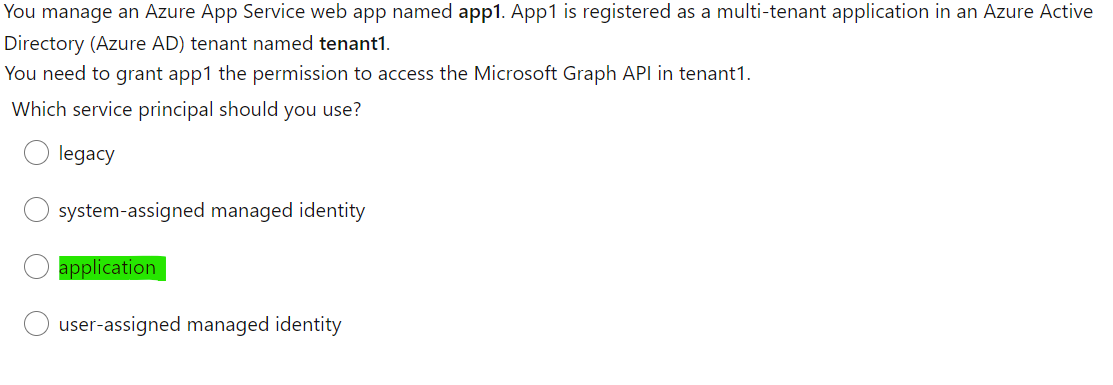 You manage an Azure App Service web app named app1. App1 is registered as a multi-tenant application in an Azure Active
Directory (Azure AD) tenant named tenant1.
You need to grant app1 the permission to access the Microsoft Graph API in tenant1.
Which service principal should you use?
legacy
system-assigned managed identity
application
user-assigned managed identity